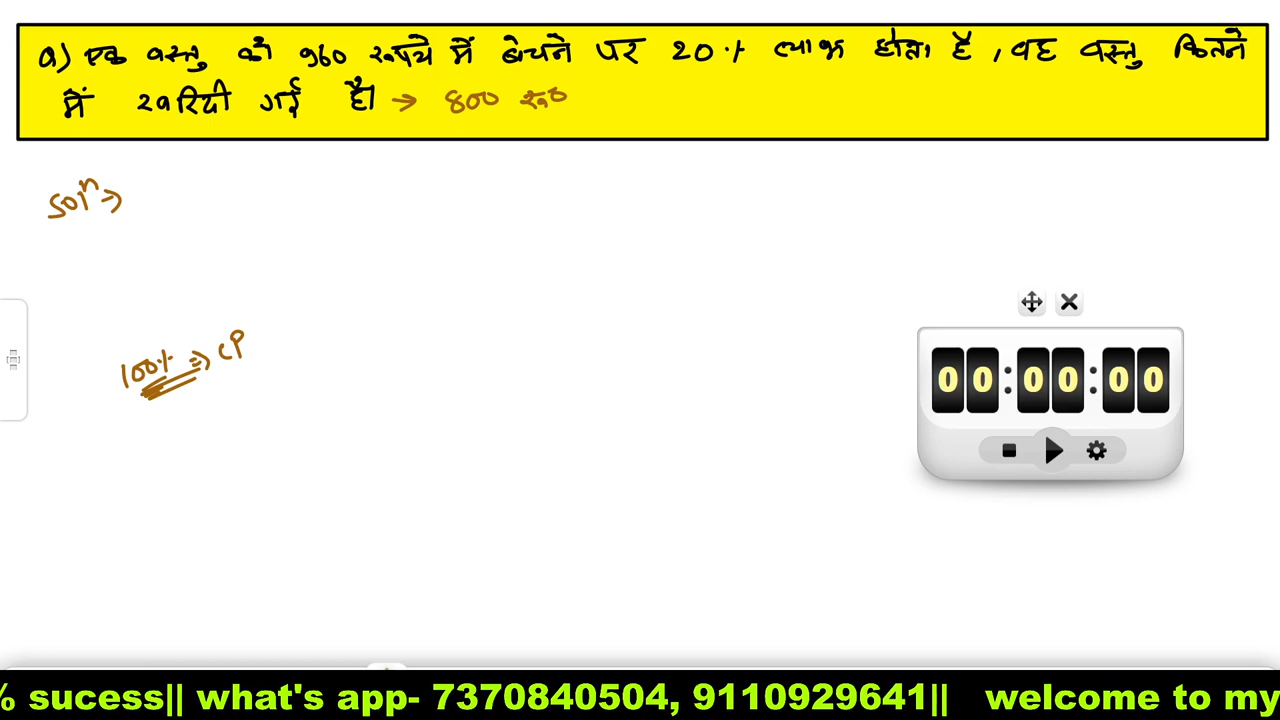 a) एक वस्तु को 960 रुपये में बेचने पर 20% लाभ होता है, वह वस्तु कितने
में खरिदी गई है। → 800 रु०
Solⁿ ⇒
100% ⇒ CP
00:00:00
% sucess|| what's app- 7370840504, 9110929641|| welcome to my